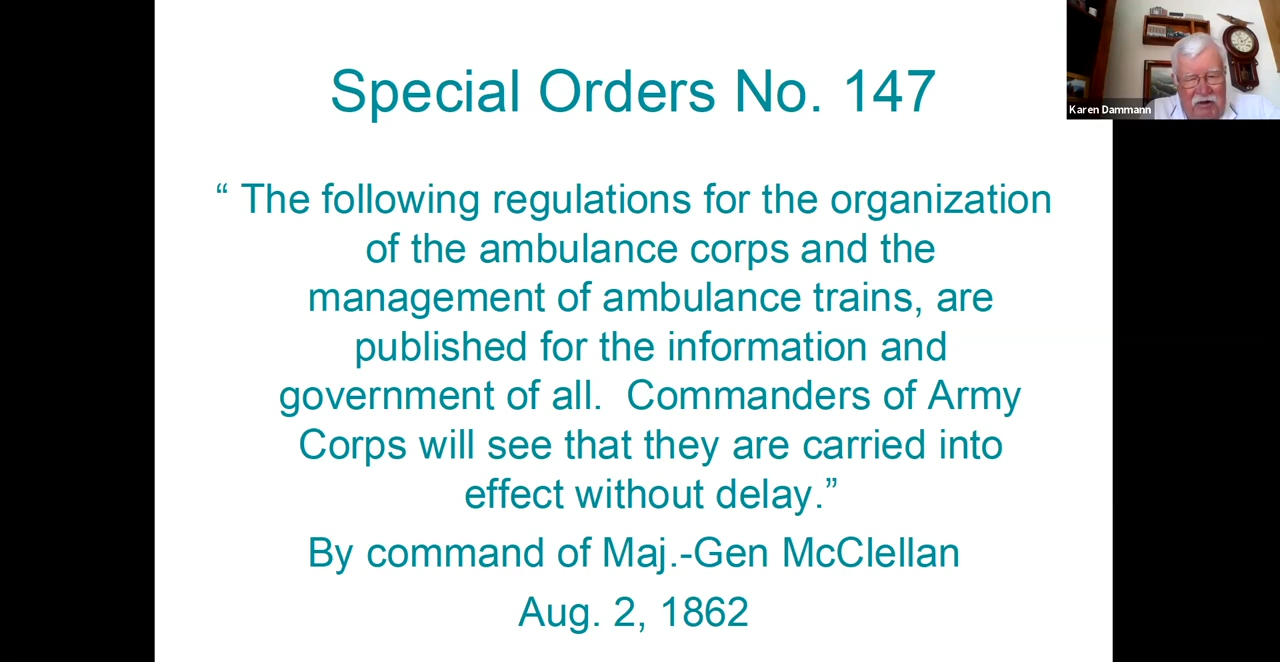 Special Orders No. 147
“ The following regulations for the organization
of the ambulance corps and the
management of ambulance trains, are
published for the information and
government of all.  Commanders of Army
Corps will see that they are carried into
effect without delay.”
By command of Maj.-Gen McClellan
Aug. 2, 1862
Karen Dammann